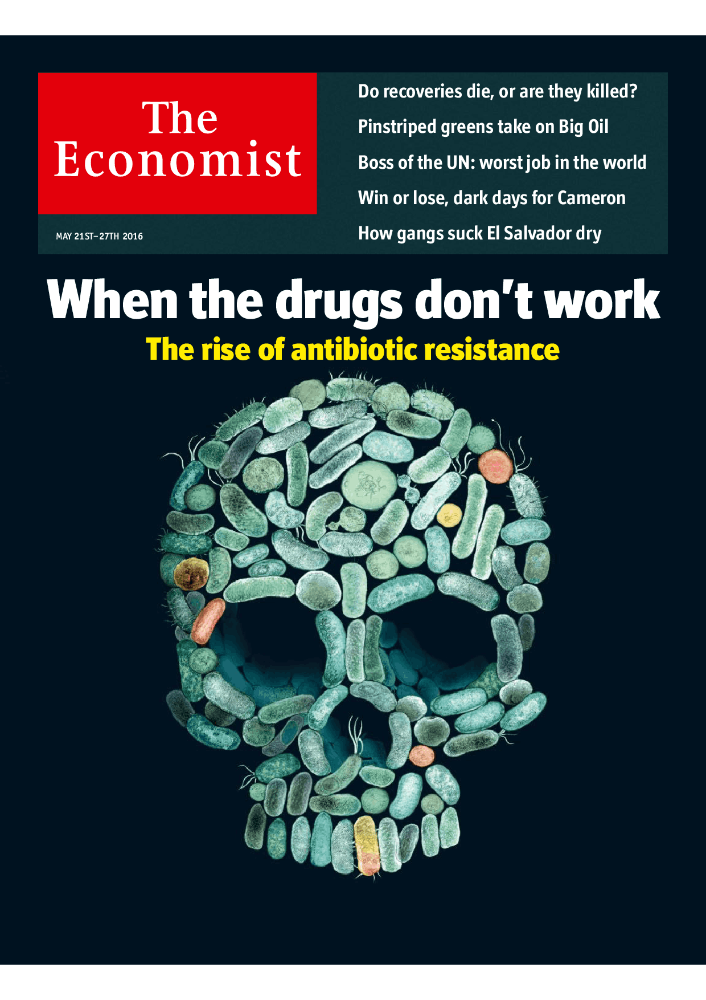 The
Economist
MAY 21ST–27TH 2016
Do recoveries die, or are they killed?
Pinstriped greens take on Big Oil
Boss of the UN: worst job in the world
Win or lose, dark days for Cameron
How gangs suck El Salvador dry
When the drugs don’t work
The rise of antibiotic resistance